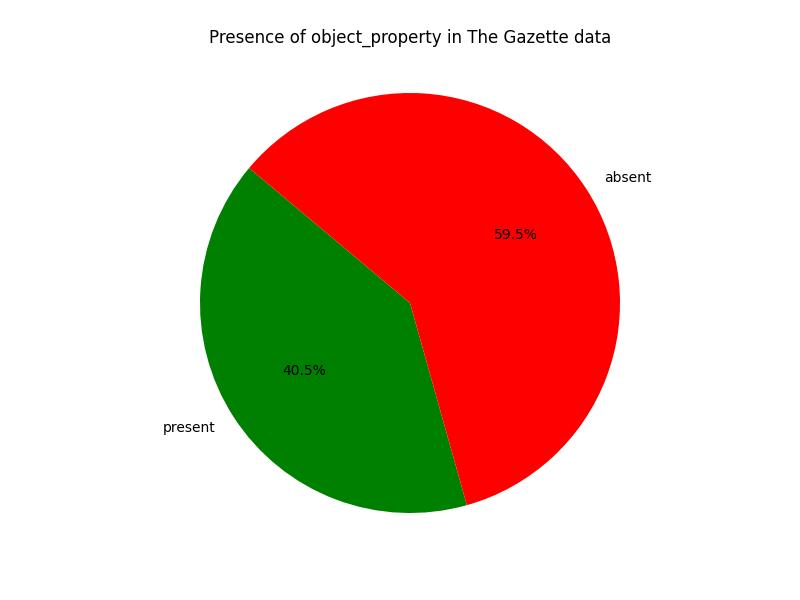 Presence of object_property in The Gazette data
absent
59.5%
40.5%
present